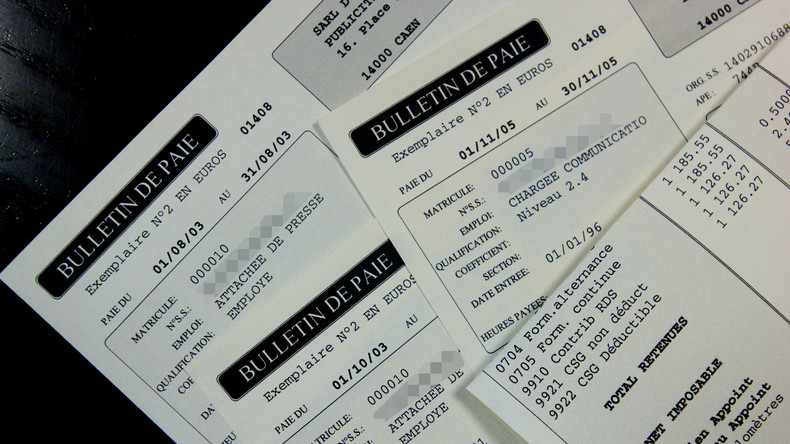 SARL
PUBLICIT
16. Place
14000 CAEN
BULLETIN DE PAIE
Exemplaire N°2 EN EUROS
01408
PAIE DU 01/08/03 AU 31/08/03
MATRICULE: 000010
N°S.S.:
EMPLOI: ATTACHEE DE PRESSE
QUALIFICATION: EMPLOYE
BULLETIN DE PAIE
Exemplaire N°2 EN EUROS
PAIE DU 01/10/03 AU
MATRICULE: 000010
N°S.S.:
EMPLOI: ATTACHEE DE
EMPLOYE
14000 CAEN
BULLETIN DE PAIE
Exemplaire N°2 EN EUROS
01408
PAIE DU 01/11/05 AU 30/11/05
ORG. S.S. 1402910688
APE :
MATRICULE: 000005
N°S.S.:
EMPLOI: CHARGEE COMMUNICATIO
QUALIFICATION: Niveau 2.4
COEFFICIENT:
SECTION:
DATE ENTREE: 01/01/96
HEURES PAYEES
1 185.55
1 185.55
1 126.27
1 126.27
1 126.27
0.5000
0704 Form.alternance
0705 Form. continue
9910 Contrib RDS
9921 CSG non déduct
9922 CSG Déductible
TOTAL RETENUES
NET IMPOSABLE
en Appoint
Appoint
omètres